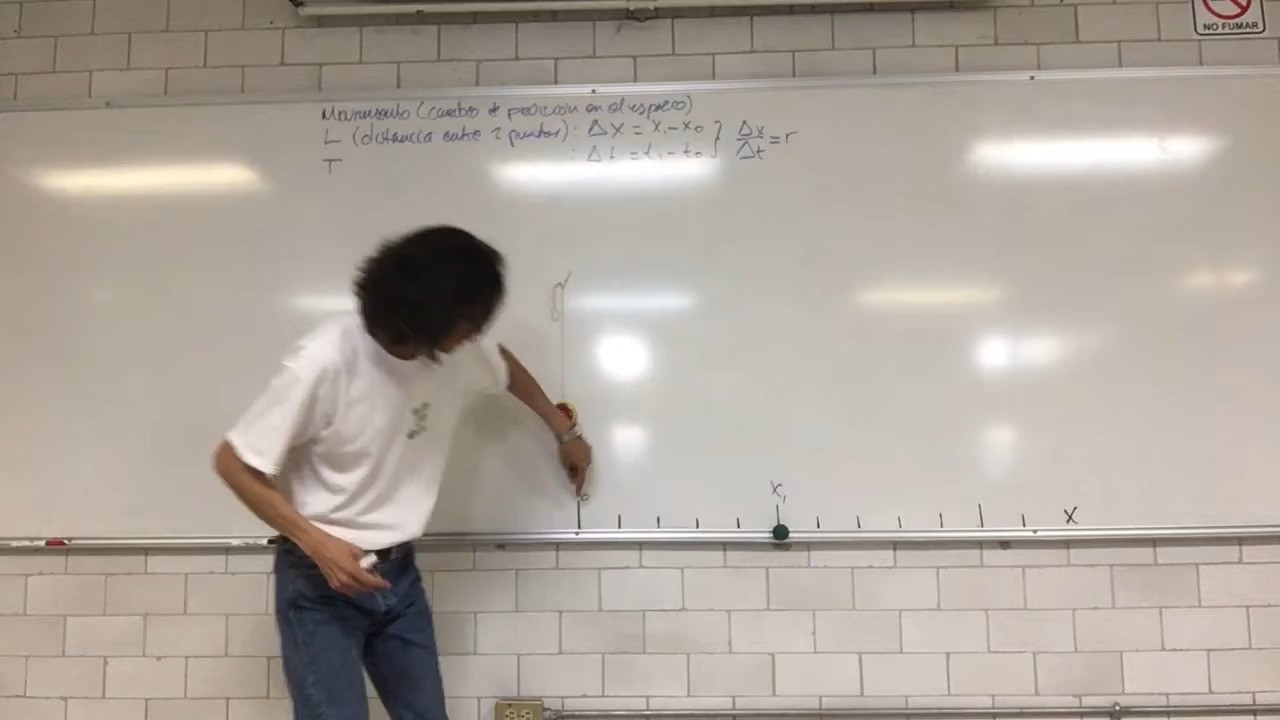 NO FUMAR
Movimiento (cambio de posición en el espacio)
L (distancia entre 2 puntos): Δx = x₁-x₀ } Δx/Δt = r
T : Δt = t₁-t₀
x₁
x